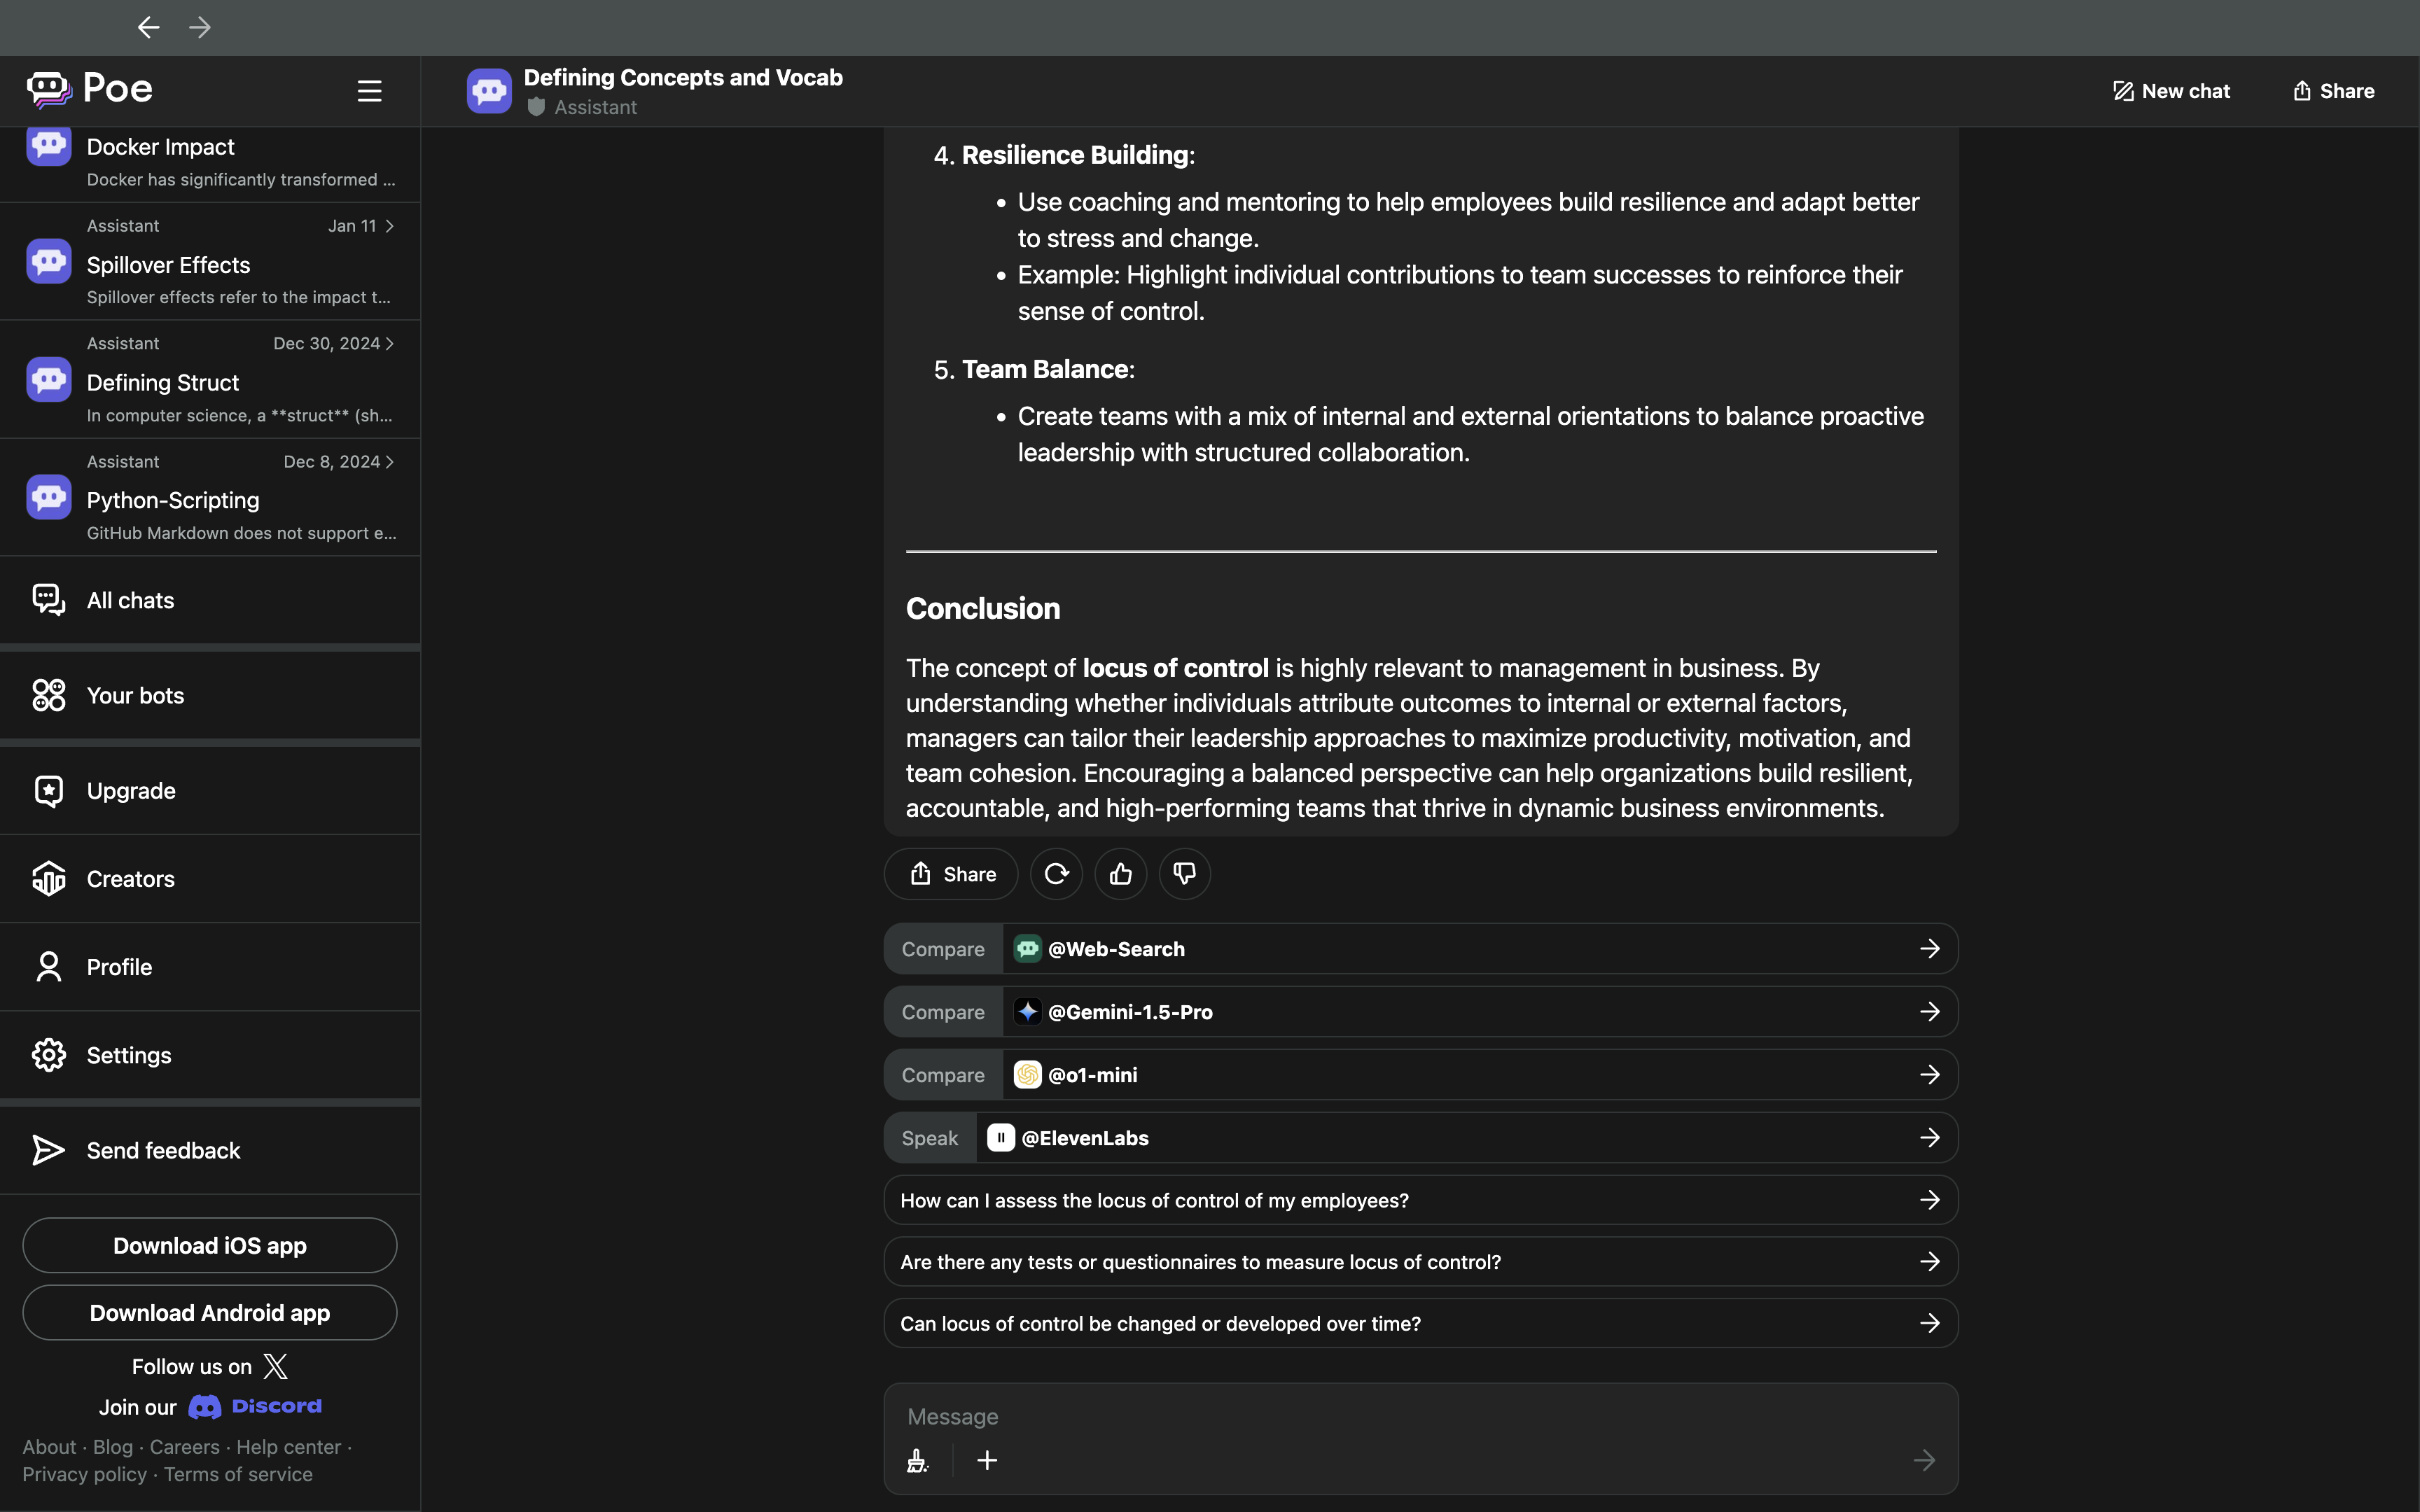 Poe
Docker Impact
Docker has significantly transformed ...
Assistant
Jan 11
Spillover Effects
Spillover effects refer to the impact t...
Assistant
Dec 30, 2024
Defining Struct
In computer science, a **struct** (sh...
Assistant
Dec 8, 2024
Python-Scripting
GitHub Markdown does not support e...
All chats
Your bots
Upgrade
Creators
Profile
Settings
Send feedback
Download iOS app
Download Android app
Follow us on X
Join our Discord
About · Blog · Careers · Help center ·
Privacy policy · Terms of service
Defining Concepts and Vocab
Assistant
New chat
Share
4. Resilience Building:
• Use coaching and mentoring to help employees build resilience and adapt better
to stress and change.
• Example: Highlight individual contributions to team successes to reinforce their
sense of control.
5. Team Balance:
• Create teams with a mix of internal and external orientations to balance proactive
leadership with structured collaboration.
Conclusion
The concept of locus of control is highly relevant to management in business. By
understanding whether individuals attribute outcomes to internal or external factors,
managers can tailor their leadership approaches to maximize productivity, motivation, and
team cohesion. Encouraging a balanced perspective can help organizations build resilient,
accountable, and high-performing teams that thrive in dynamic business environments.
Share
Compare @Web-Search
Compare @Gemini-1.5-Pro
Compare @o1-mini
Speak @ElevenLabs
How can I assess the locus of control of my employees?
Are there any tests or questionnaires to measure locus of control?
Can locus of control be changed or developed over time?
Message